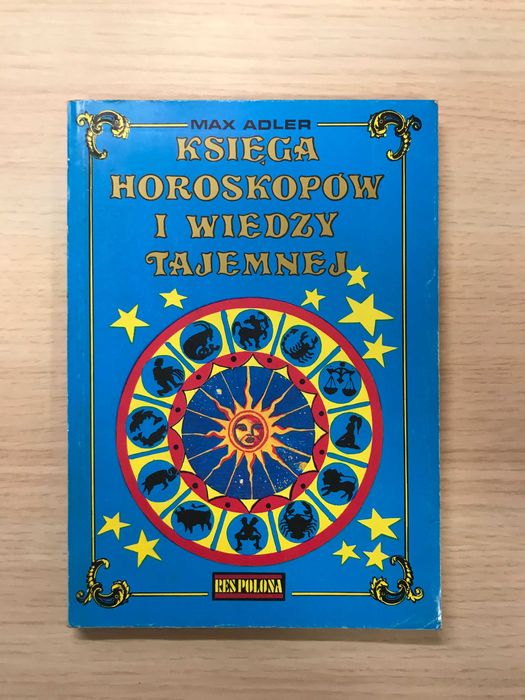 MAX ADLER
KSIĘGA
HOROSKOPÓW
I WIEDZY
TAJEMNEJ
RES POLONA